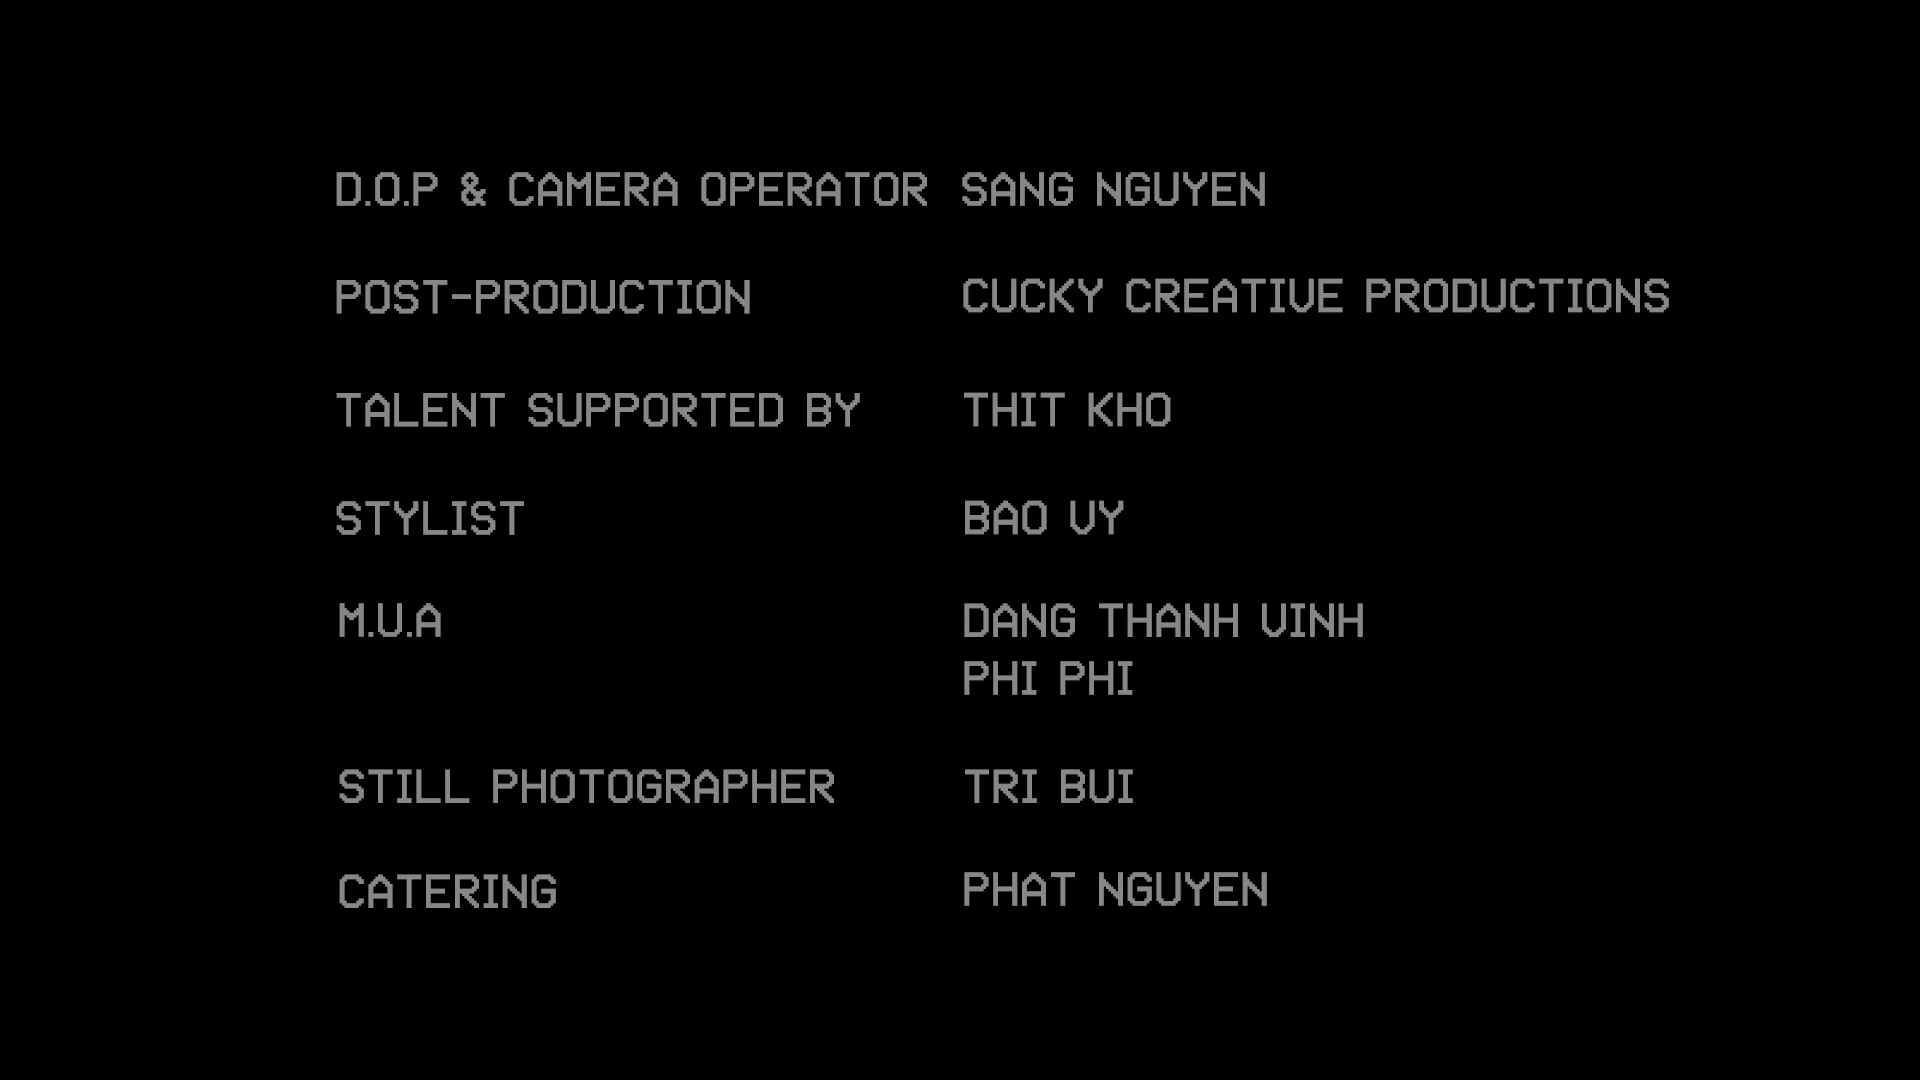 D.O.P & CAMERA OPERATOR SANG NGUYEN
POST-PRODUCTION CUCKY CREATIVE PRODUCTIONS
TALENT SUPPORTED BY THIT KHO
STYLIST BAO VY
M.U.A DANG THANH VINH
PHI PHI
STILL PHOTOGRAPHER TRI BUI
CATERING PHAT NGUYEN